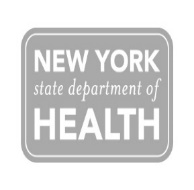 NEW YORK
state department of
HEALTH